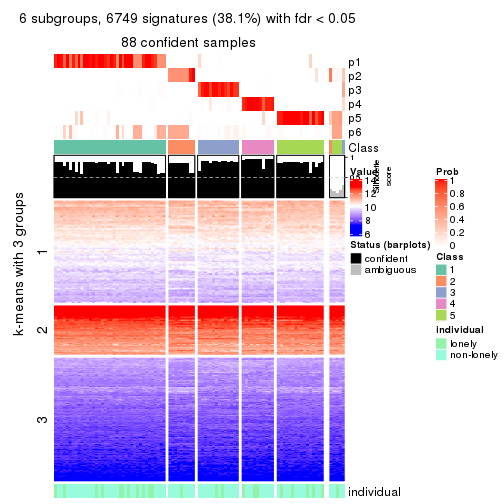 6 subgroups, 6749 signatures (38.1%) with fdr < 0.05
88 confident samples
p1
p2
p3
p4
p5
p6
Class
1
0.5
Silhouette
score
k-means with 3 groups
1
2
3
individual
Value
14
12
10
8
6
Status (barplots)
confident
ambiguous
Prob
1
0.8
0.6
0.4
0.2
0
Class
1
2
3
4
5
individual
lonely
non-lonely